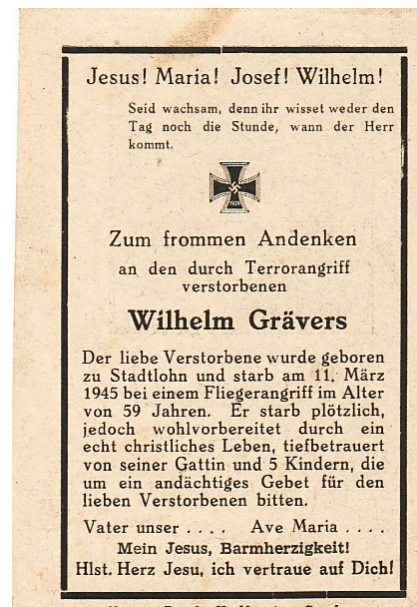 Jesus! Maria! Josef! Wilhelm!
Seid wachsam, denn ihr wisset weder den
Tag noch die Stunde, wann der Herr
kommt.
Zum frommen Andenken
an den durch Terrorangriff
verstorbenen
Wilhelm Grävers
Der liebe Verstorbene wurde geboren
zu Stadtlohn und starb am 11. März
1945 bei einem Fliegerangriff im Alter
von 59 Jahren. Er starb plötzlich,
jedoch wohlvorbereitet durch ein
echt christliches Leben, tiefbetrauert
von seiner Gattin und 5 Kindern, die
um ein andächtiges Gebet für den
lieben Verstorbenen bitten.
Vater unser . . . . Ave Maria . . . .
Mein Jesus, Barmherzigkeit!
Hlst. Herz Jesu, ich vertraue auf Dich!